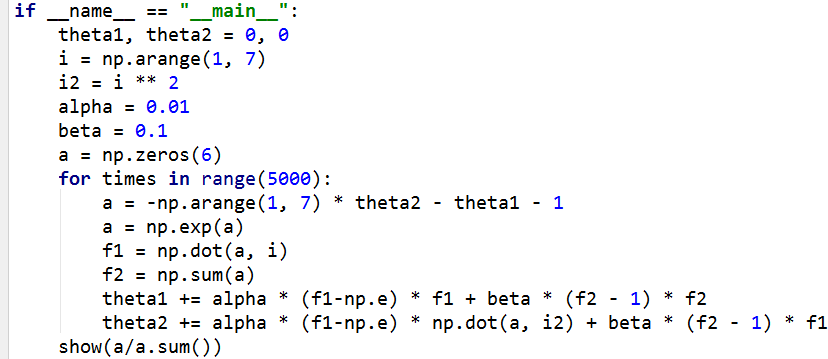 if __name__ == "__main__":
    theta1, theta2 = 0, 0
    i = np.arange(1, 7)
    i2 = i ** 2
    alpha = 0.01
    beta = 0.1
    a = np.zeros(6)
    for times in range(5000):
        a = -np.arange(1, 7) * theta2 - theta1 - 1
        a = np.exp(a)
        f1 = np.dot(a, i)
        f2 = np.sum(a)
        theta1 += alpha * (f1-np.e) * f1 + beta * (f2 - 1) * f2
        theta2 += alpha * (f1-np.e) * np.dot(a, i2) + beta * (f2 - 1) * f1
    show(a/a.sum())